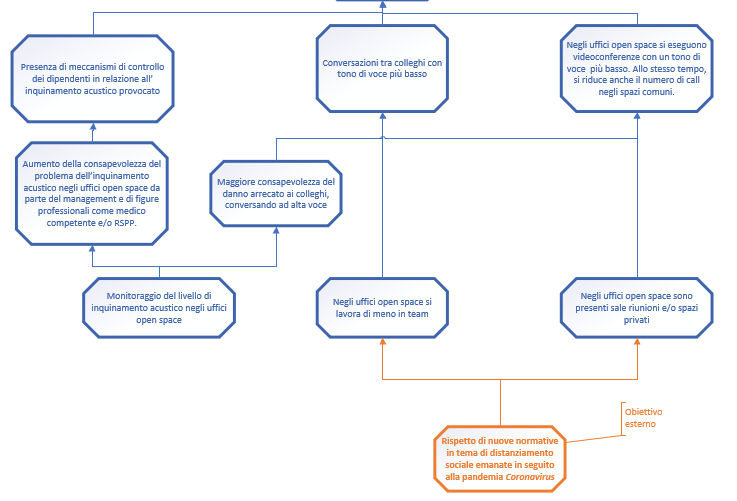 Presenza di meccanismi di controllo
dei dipendenti in relazione all'
inquinamento acustico provocato
Conversazioni tra colleghi con
tono di voce più basso
Negli uffici open space si eseguono
videoconferenze con un tono di
voce  più basso. Allo stesso tempo,
si riduce anche il numero di call
negli spazi comuni.
Aumento della consapevolezza del
problema dell'inquinamento
acustico negli uffici open space da
parte del management e di figure
professionali come medico
competente e/o RSPP.
Maggiore consapevolezza del
danno arrecato ai colleghi,
conversando ad alta voce
Monitoraggio del livello di
inquinamento acustico negli uffici
open space
Negli uffici open space si
lavora di meno in team
Negli uffici open space sono
presenti sale riunioni e/o spazi
privati
Obiettivo
esterno
Rispetto di nuove normative
in tema di distanziamento
sociale emanate in seguito
alla pandemia Coronavirus